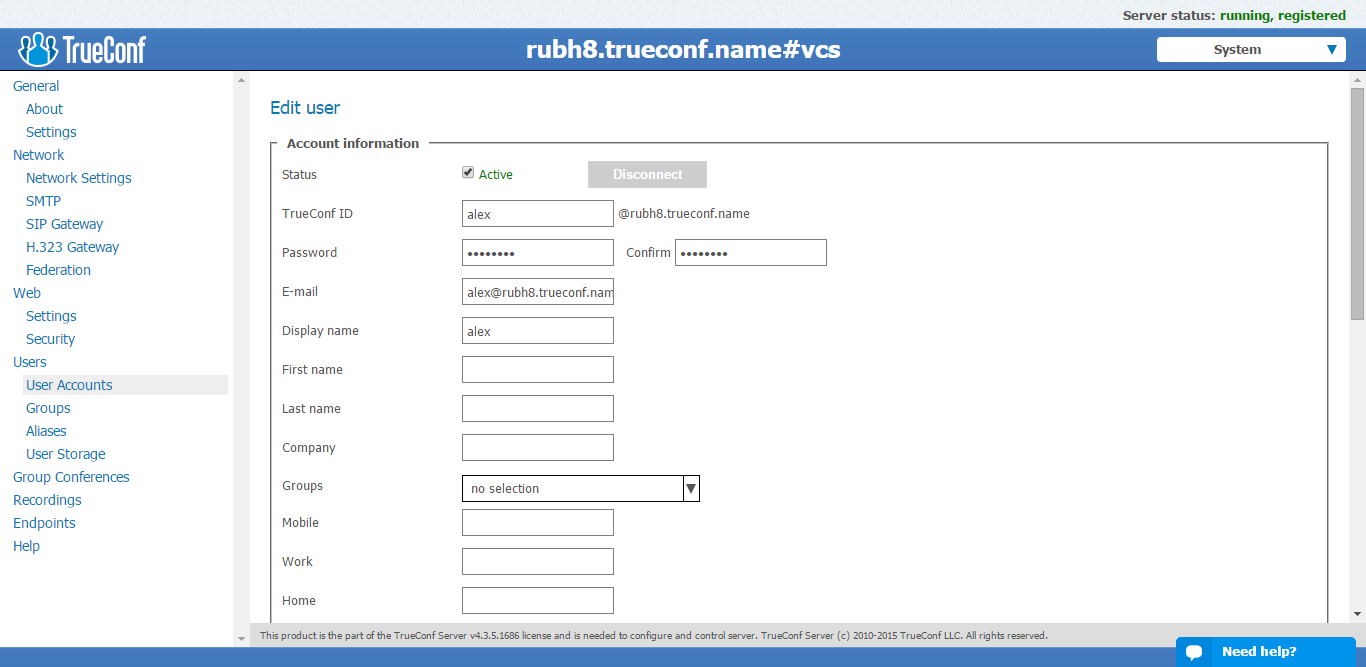 Server status: running, registered
TrueConf
rubh8.trueconf.name#vcs
System
General
About
Settings
Network
Network Settings
SMTP
SIP Gateway
H.323 Gateway
Federation
Web
Settings
Security
Users
User Accounts
Groups
Aliases
User Storage
Group Conferences
Recordings
Endpoints
Help
Edit user
Account information
Status Active Disconnect
TrueConf ID alex @rubh8.trueconf.name
Password •••••••• Confirm ••••••••
E-mail alex@rubh8.trueconf.nam
Display name alex
First name
Last name
Company
Groups no selection
Mobile
Work
Home
This product is the part of the TrueConf Server v4.3.5.1686 license and is needed to configure and control server. TrueConf Server (c) 2010-2015 TrueConf LLC. All rights reserved.
Need help?